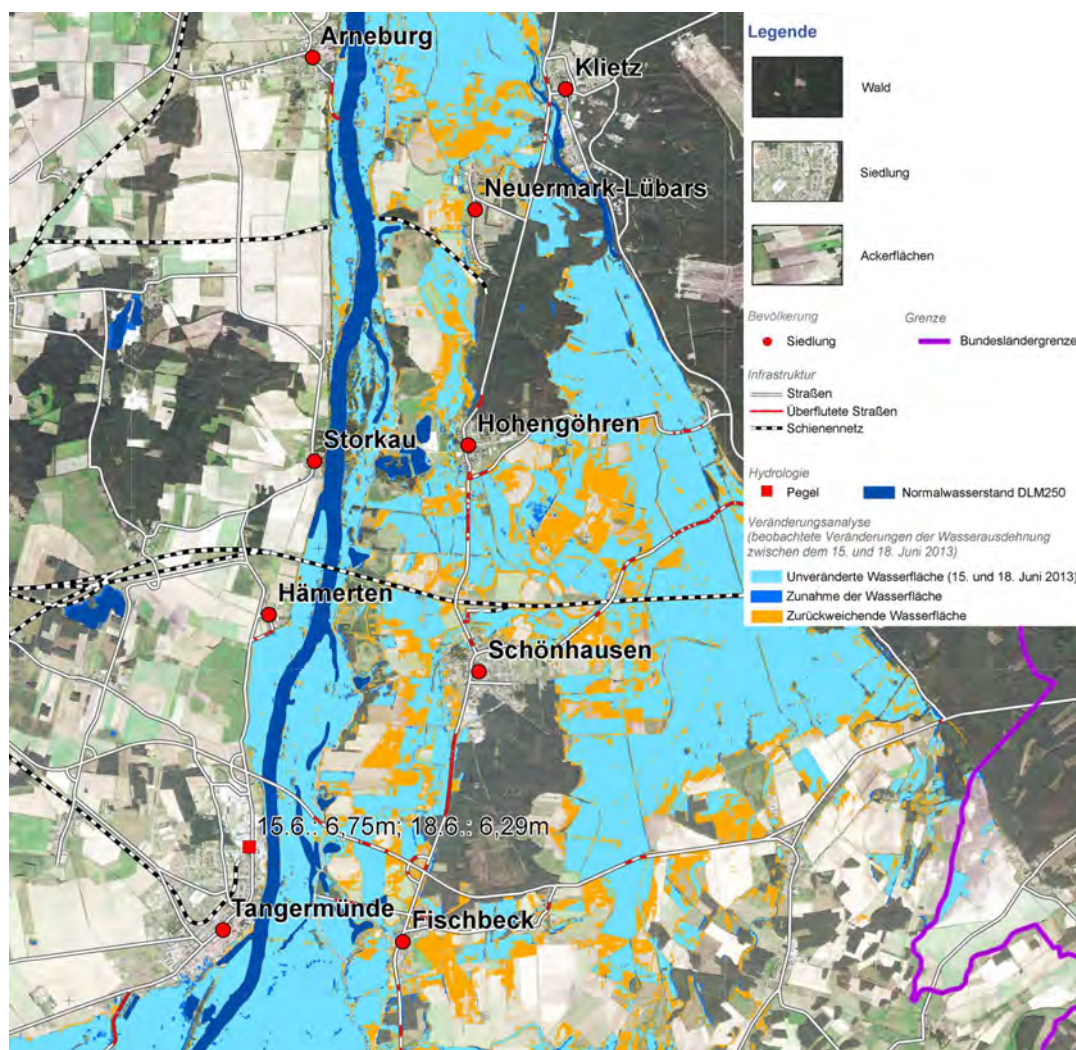 Arneburg
Klietz
Neuermark-Lübars
Hohengöhren
Storkau
Hämerten
Schönhausen
15.6.: 6,75m; 18.6.: 6,29m
Tangermünde
Fischbeck
Legende
Wald
Siedlung
Ackerflächen
Bevölkerung
Grenze
Siedlung
Bundesländergrenze
Infrastruktur
Straßen
Überflutete Straßen
Schienennetz
Hydrologie
Pegel
Normalwasserstand DLM250
Veränderungsanalyse
(beobachtete Veränderungen der Wasserausdehnung
zwischen dem 15. und 18. Juni 2013)
Unveränderte Wasserfläche (15. und 18. Juni 2013)
Zunahme der Wasserfläche
Zurückweichende Wasserfläche